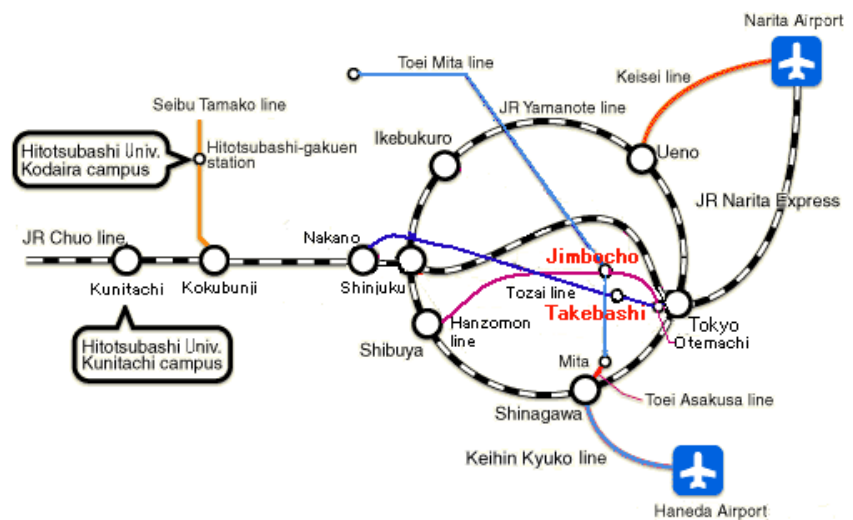 Narita Airport
Toei Mita line
Keisei line
Seibu Tamako line
JR Yamanote line
Ikebukuro
Ueno
Hitotsubashi Univ.
Kodaira campus
Hitotsubashi-gakuen
station
JR Narita Express
JR Chuo line
Nakano
Jimbocho
Kunitachi
Kokubunji
Shinjuku
Tozai line
Takebashi
Tokyo
Otemachi
Hanzomon
line
Shibuya
Hitotsubashi Univ.
Kunitachi campus
Mita
Shinagawa
Toei Asakusa line
Keihin Kyuko line
Haneda Airport